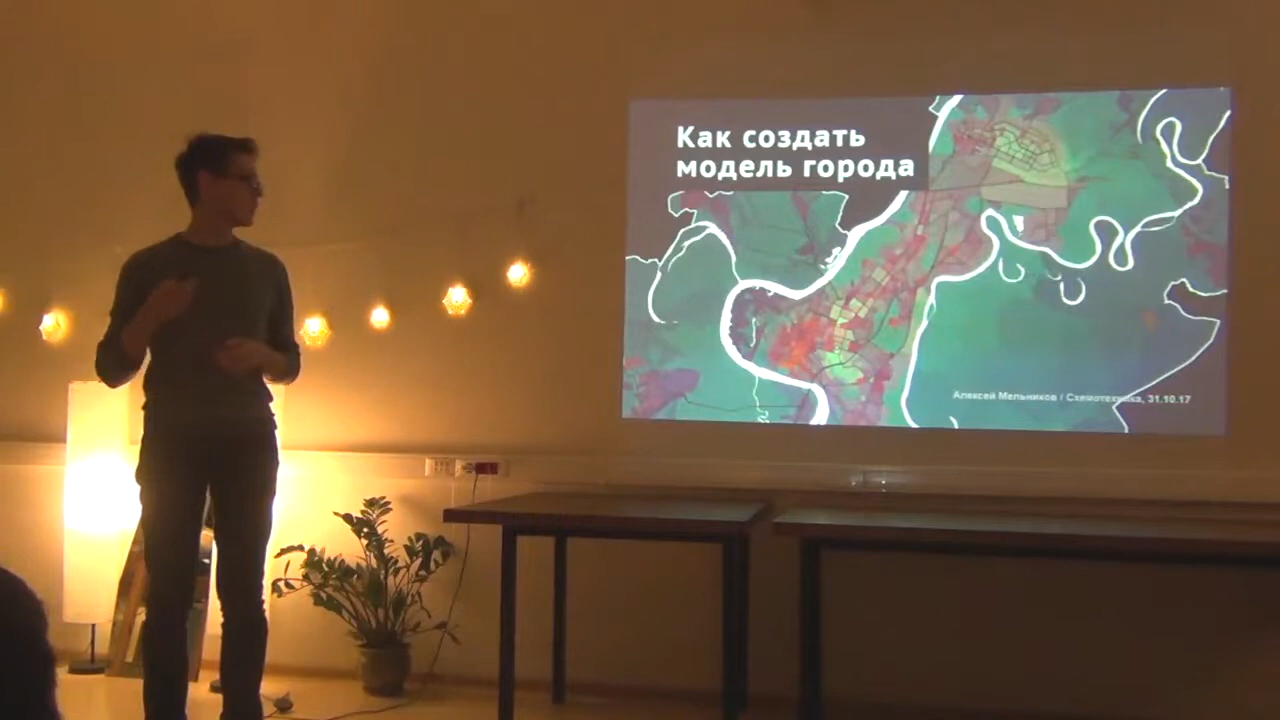 Как создать
модель города
Алексей Мельников / Схемотехника, 31.10.17